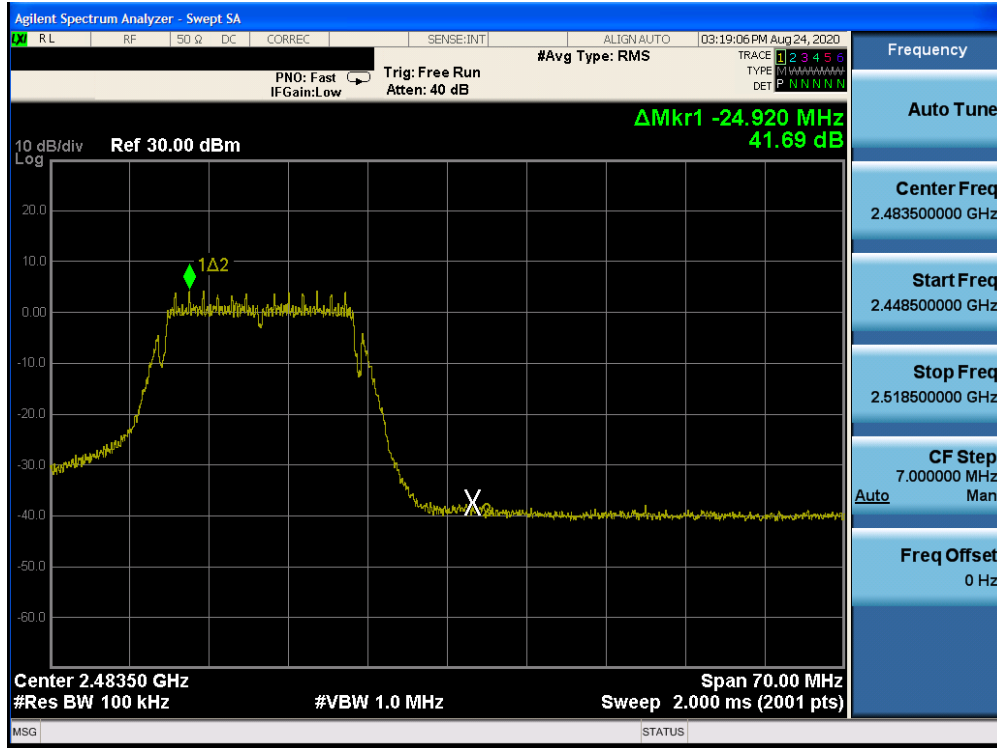 Agilent Spectrum Analyzer - Swept SA
LXI RL RF 50 Ω DC CORREC SENSE:INT ALIGNAUTO 03:19:06 PM Aug 24, 2020
Frequency
#Avg Type: RMS
TRACE 1 2 3 4 5 6
PNO: Fast Trig: Free Run
TYPE M WWWWW
IFGain:Low Atten: 40 dB
DET P N N N N N
Auto Tune
ΔMkr1 -24.920 MHz
41.69 dB
10 dB/div Ref 30.00 dBm
Log
Center Freq
2.483500000 GHz
20.0
10.0
1Δ2
Start Freq
2.448500000 GHz
0.00
-10.0
Stop Freq
2.518500000 GHz
-20.0
-30.0
CF Step
7.000000 MHz
Auto Man
-40.0
X2
-50.0
Freq Offset
0 Hz
-60.0
Center 2.48350 GHz Span 70.00 MHz
#Res BW 100 kHz #VBW 1.0 MHz Sweep 2.000 ms (2001 pts)
MSG STATUS